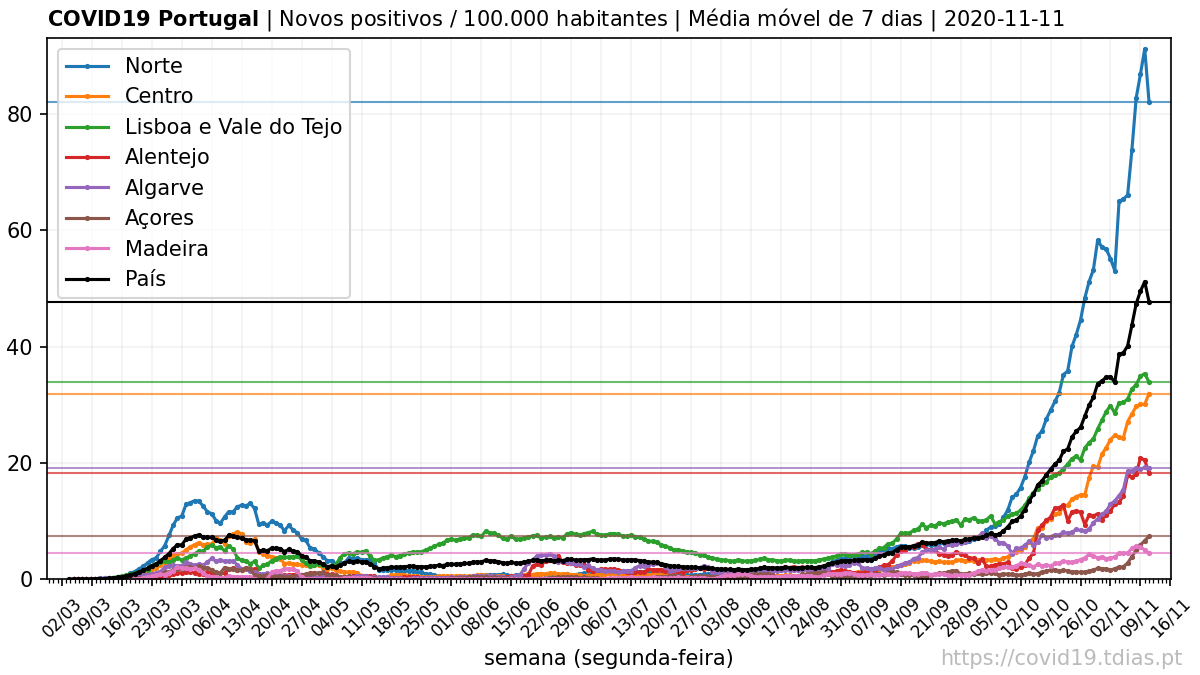 COVID19 Portugal | Novos positivos / 100.000 habitantes | Média móvel de 7 dias | 2020-11-11
Norte
Centro
Lisboa e Vale do Tejo
Alentejo
Algarve
Açores
Madeira
País
80
60
40
20
0
02/03 09/03 16/03 23/03 30/03 06/04 13/04 20/04 27/04 04/05 11/05 18/05 25/05 01/06 08/06 15/06 22/06 29/06 06/07 13/07 20/07 27/07 03/08 10/08 17/08 24/08 31/08 07/09 14/09 21/09 28/09 05/10 12/10 19/10 26/10 02/11 09/11 16/11
semana (segunda-feira)
https://covid19.tdias.pt